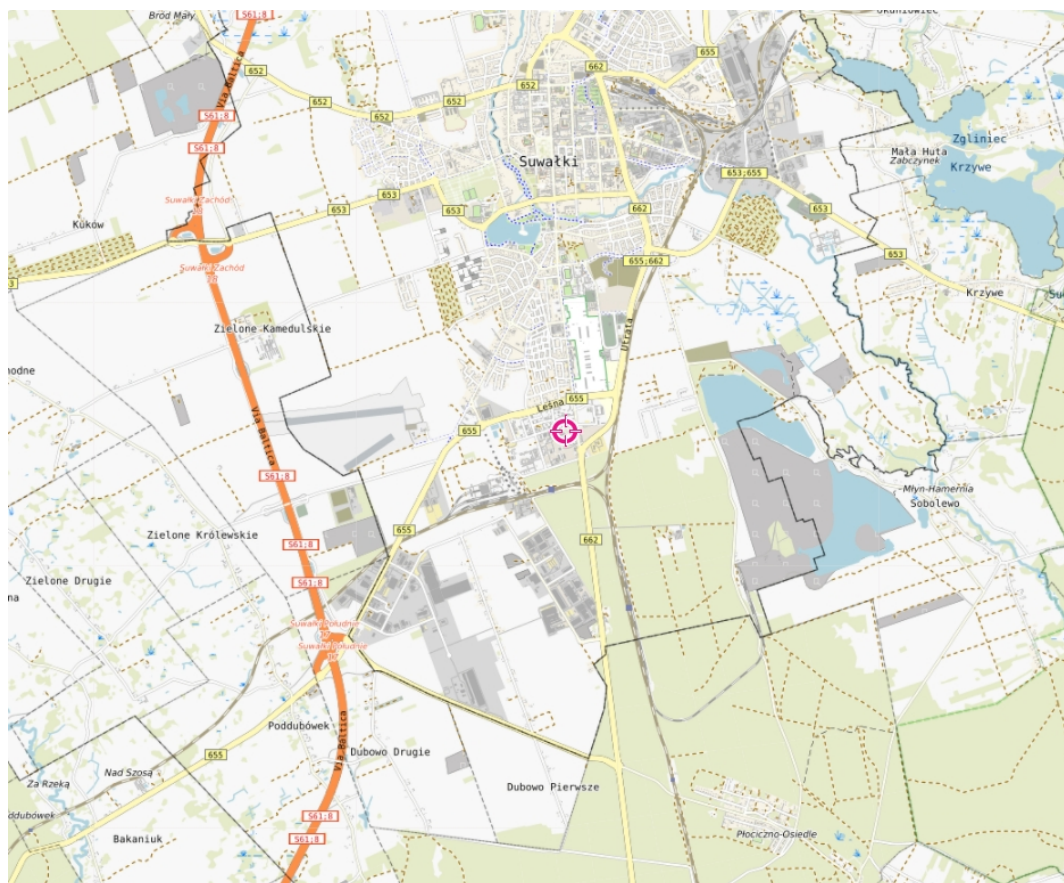 Bród Mały
S61;8
655
Via Baltica
652
662
652
652
652
S61;8
S61;8
Suwałki
653;655
Mała Huta
Zabczynek
Zgliniec
Krzywe
Kuków
Suwałki Zachód
653
653
653
662
653
653
Suwałki Zachód
655;662
Krzywe
Zielone Kamedulskie
Utrata
Leśna
655
Via Baltica
655
S61;8
Młyn-Hamernia
Sobolewo
Zielone Królewskie
S61;8
655
662
Zielone Drugie
S61;8
Suwałki Południe
Suwałki Południe
Poddubówek
Via Baltica
655
Dubowo Drugie
Nad Szosą
Za Rzeką
Dubowo Pierwsze
S61;8
S61;8
Bakaniuk
Płociczno-Osiedle